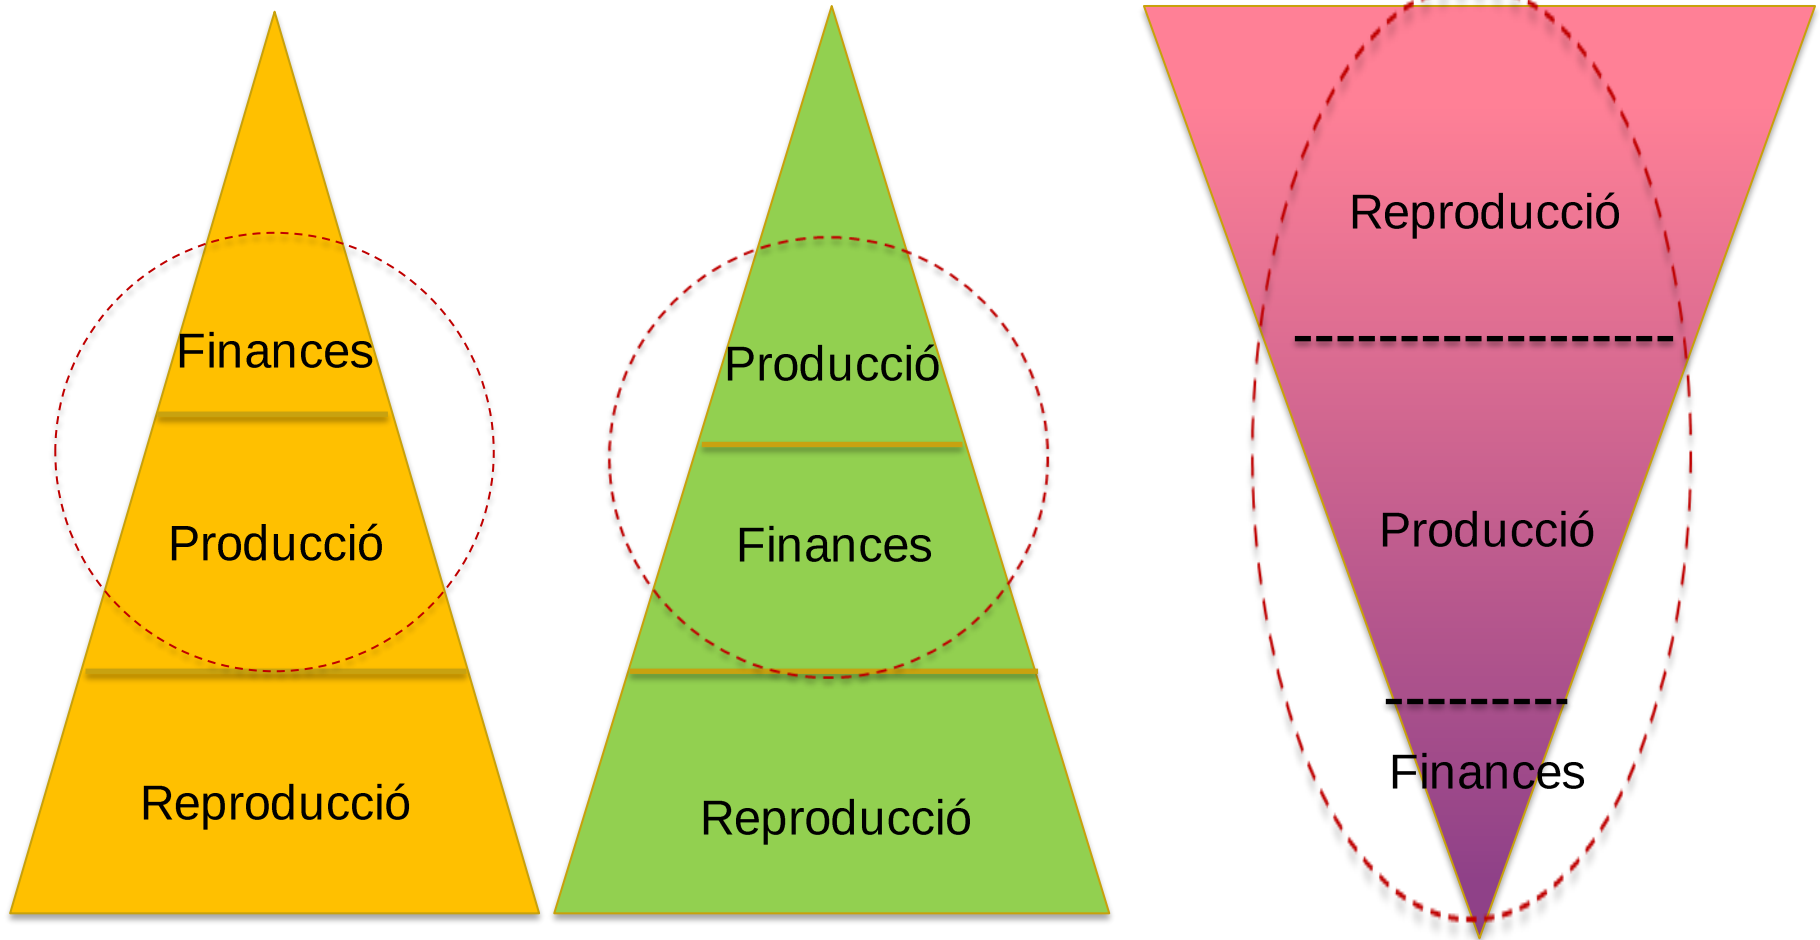 Finances
Producció
Reproducció
Producció
Finances
Reproducció
Reproducció
Producció
Finances